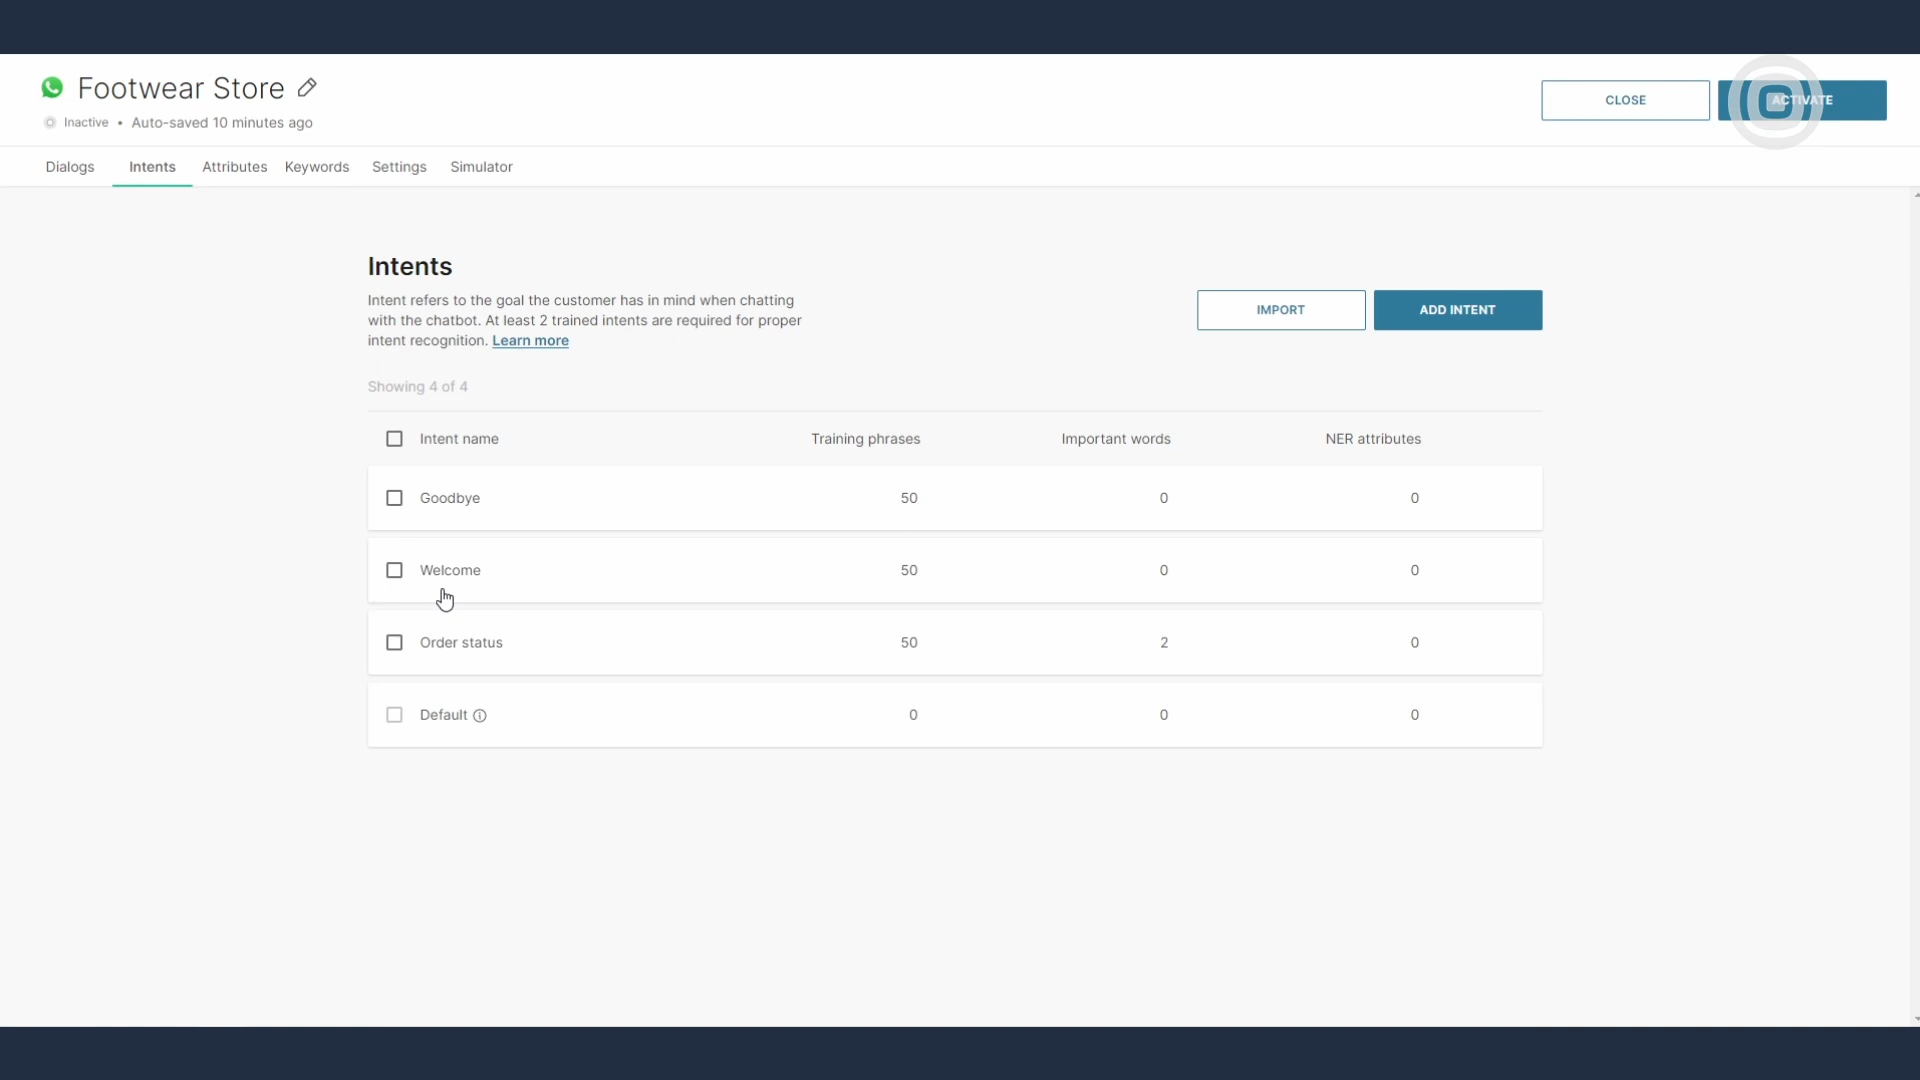 Footwear Store
Inactive • Auto-saved 10 minutes ago
CLOSE
ACTIVATE
Dialogs
Intents
Attributes
Keywords
Settings
Simulator
Intents
Intent refers to the goal the customer has in mind when chatting
with the chatbot. At least 2 trained intents are required for proper
intent recognition. Learn more
IMPORT
ADD INTENT
Showing 4 of 4
Intent name Training phrases Important words NER attributes
Goodbye 50 0 0
Welcome 50 0 0
Order status 50 2 0
Default 0 0 0